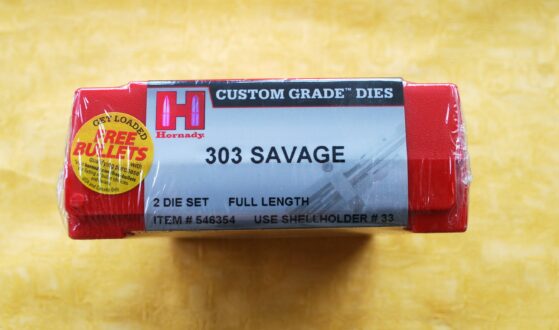 CUSTOM GRADE™ DIES
Hornady
303 SAVAGE
2 DIE SET FULL LENGTH
ITEM # 546354 USE SHELLHOLDER # 33
GET LOADED
FREE
BULLETS